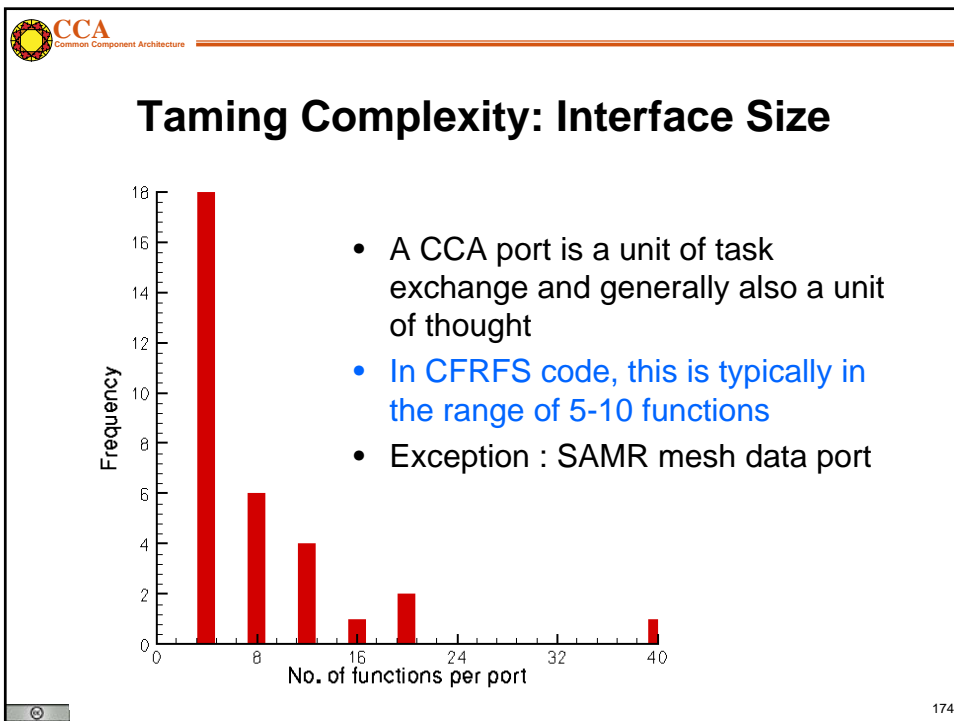 CCA
Common Component Architecture
Taming Complexity: Interface Size
18
16
14
12
10
8
6
4
2
0
Frequency
0 8 16 24 32 40
No. of functions per port
• A CCA port is a unit of task
exchange and generally also a unit
of thought
• In CFRFS code, this is typically in
the range of 5-10 functions
• Exception : SAMR mesh data port
cc
174